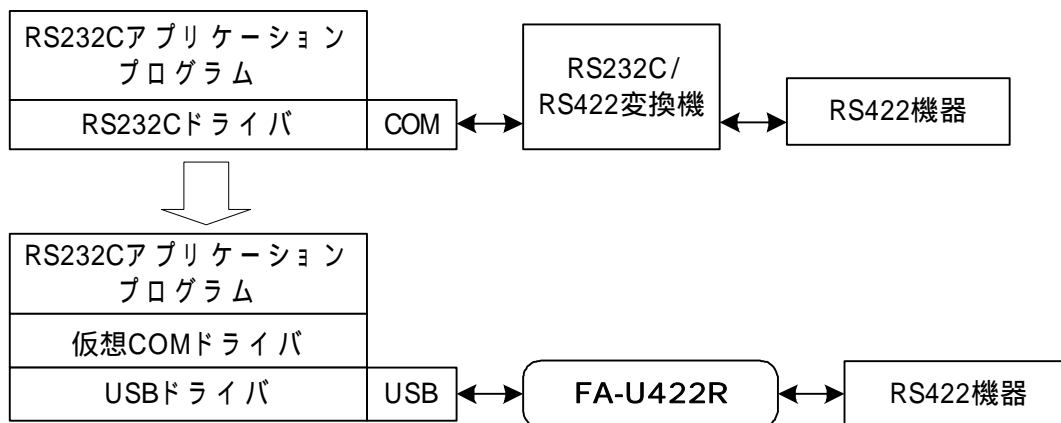 RS232Cアプリケーション
プログラム
RS232Cドライバ
COM
RS232C/
RS422変換機
RS422機器
RS232Cアプリケーション
プログラム
仮想COMドライバ
USBドライバ
USB
FA-U422R
RS422機器